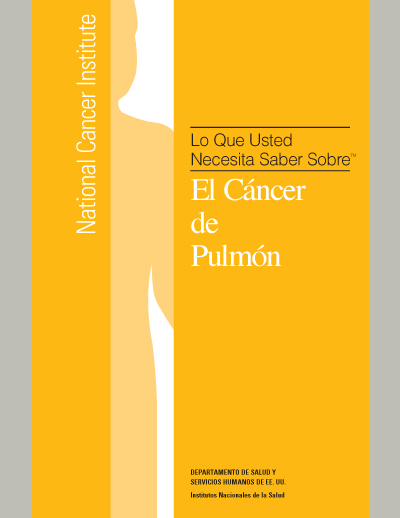 National Cancer Institute
Lo Que Usted
Necesita Saber Sobre™
El Cáncer
de
Pulmón
DEPARTAMENTO DE SALUD Y
SERVICIOS HUMANOS DE EE. UU.
Institutos Nacionales de la Salud